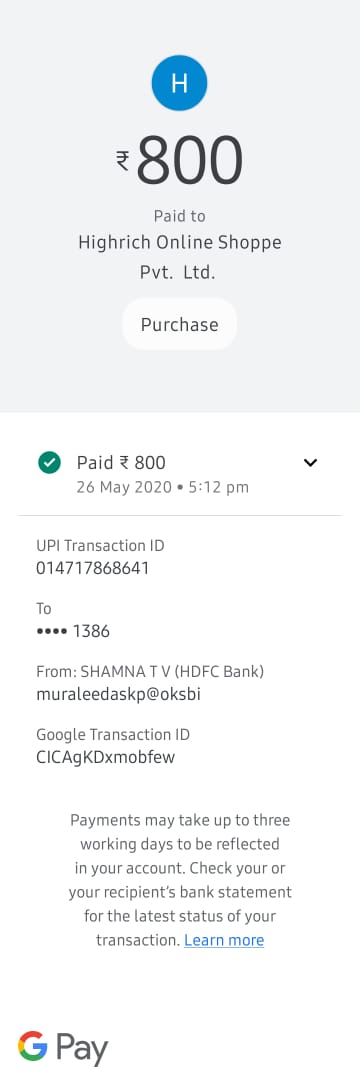 H
₹800
Paid to
Highrich Online Shoppe
Pvt. Ltd.
Purchase
Paid ₹ 800
26 May 2020 • 5:12 pm
UPI Transaction ID
014717868641
To
•••• 1386
From: SHAMNA T V (HDFC Bank)
muraleedaskp@oksbi
Google Transaction ID
CICAgKDxmobfew
Payments may take up to three
working days to be reflected
in your account. Check your or
your recipient's bank statement
for the latest status of your
transaction. Learn more
G Pay